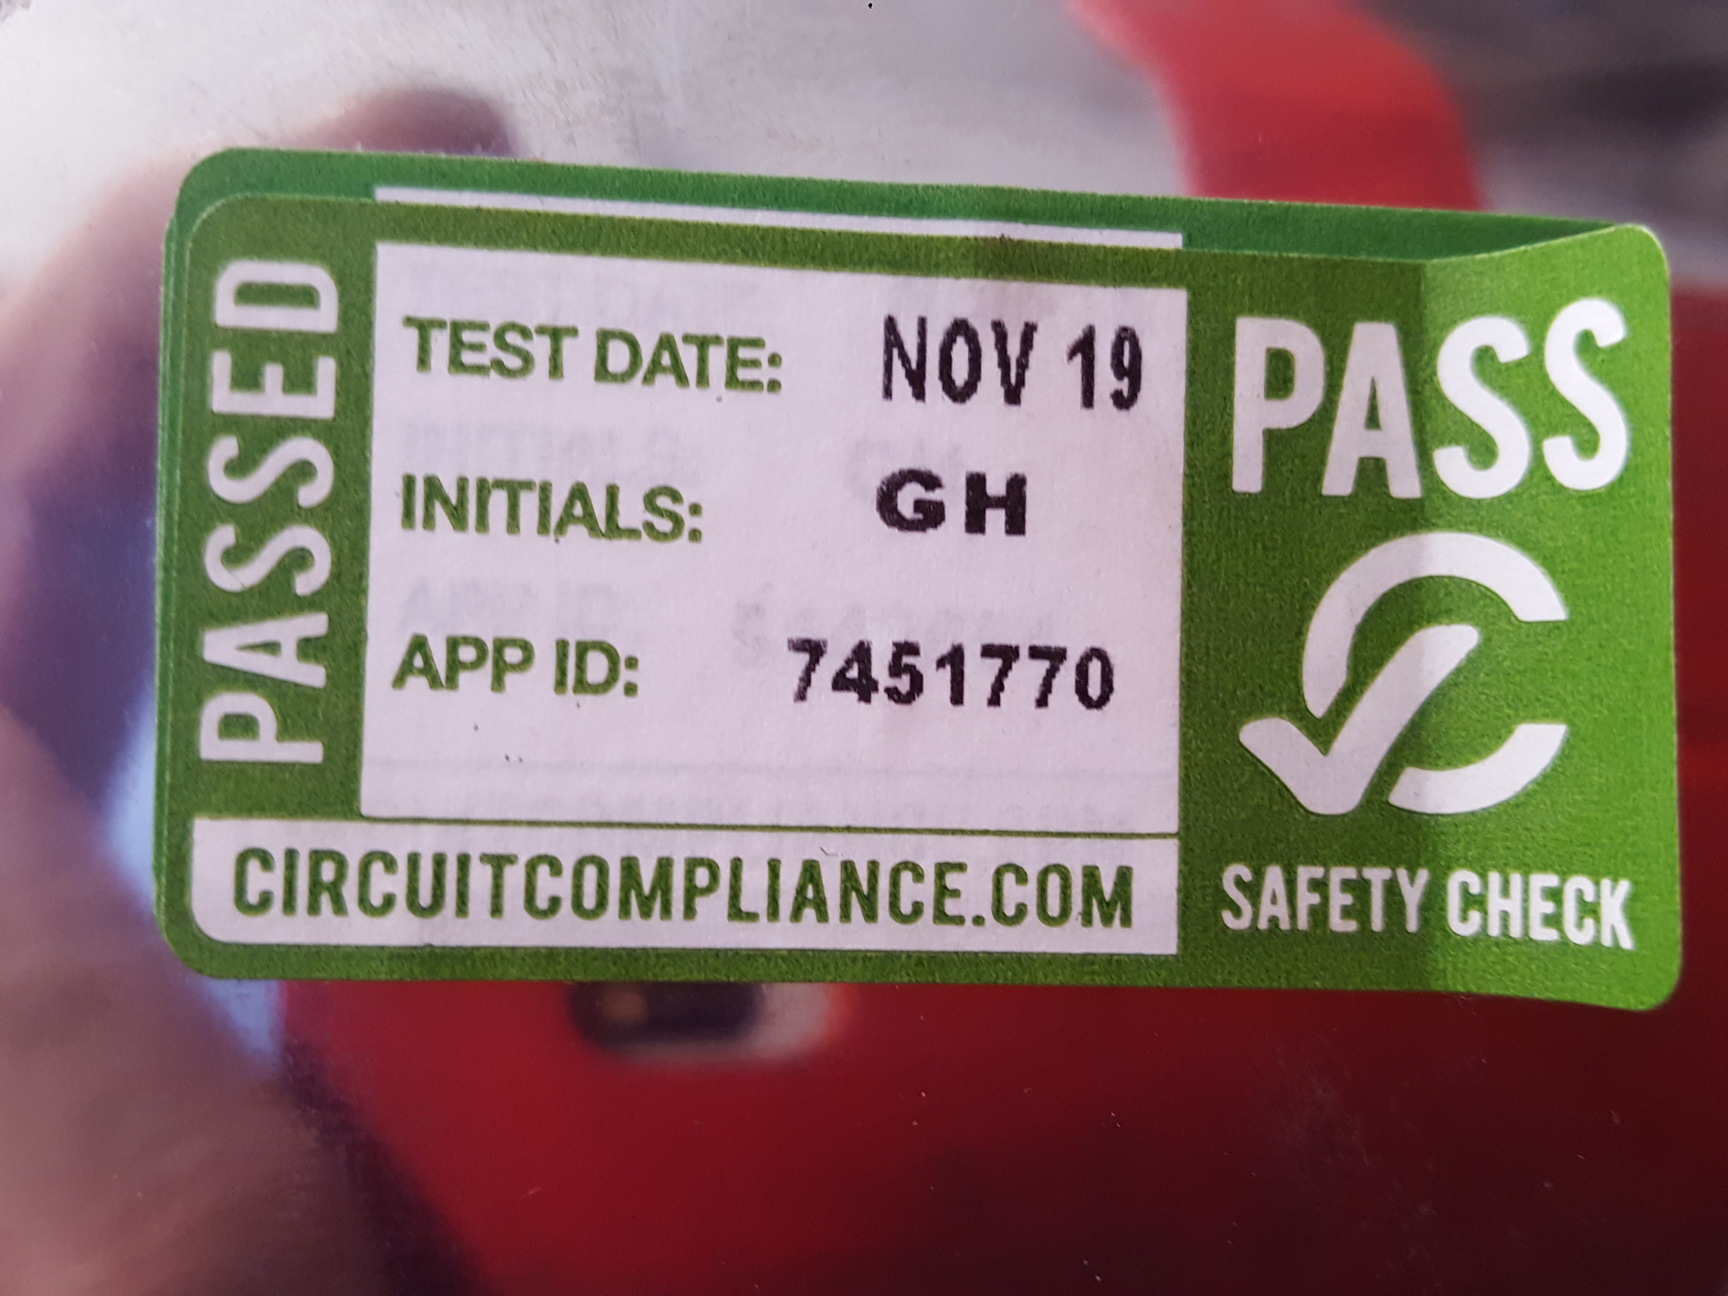 PASSED
TEST DATE: NOV 19
INITIALS: GH
APP ID: 7451770
CIRCUITCOMPLIANCE.COM
PASS
SAFETY CHECK